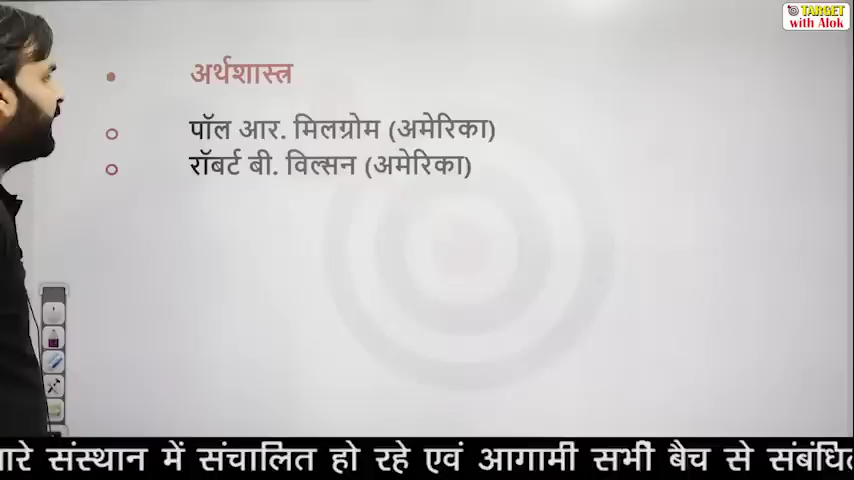 TARGET
with Alok
अर्थशास्त्र
पॉल आर. मिलग्रोम (अमेरिका)
रॉबर्ट बी. विल्सन (अमेरिका)
संस्थान में संचालित हो रहे एवं आगामी सभी बैच से